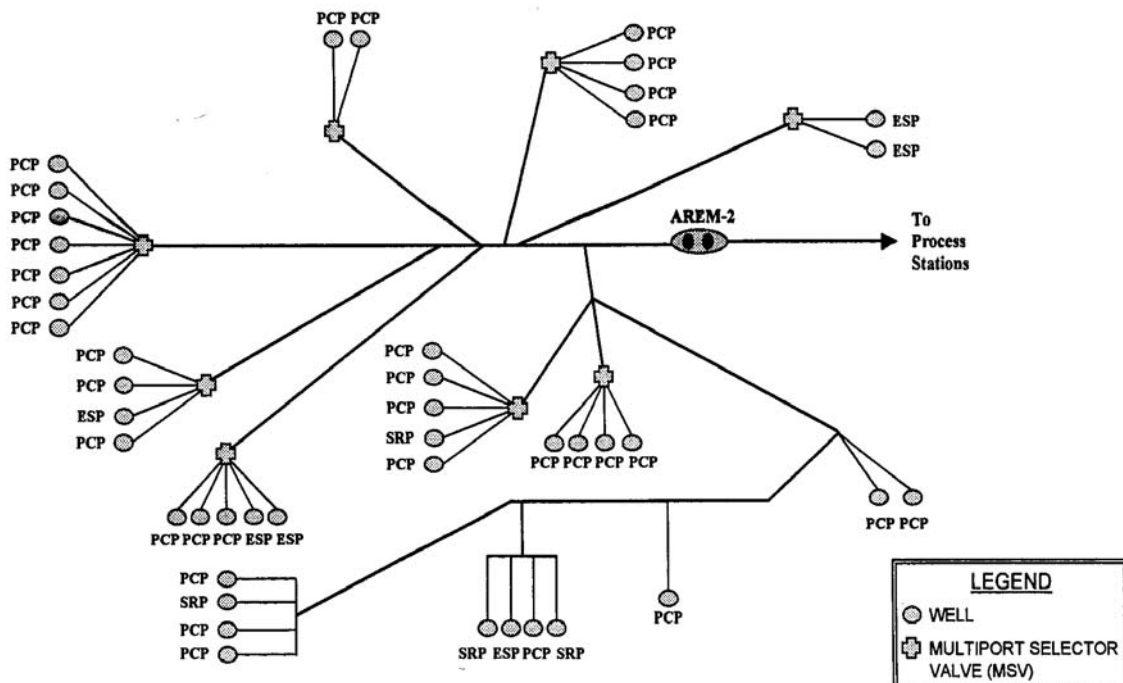 PCP PCP
PCP
PCP
PCP
PCP
ESP
ESP
PCP
PCP
PCP
PCP
PCP
PCP
PCP
AREM-2
To
Process
Stations
PCP
PCP
ESP
PCP
PCP
PCP
PCP
SRP
PCP
PCP PCP PCP PCP
PCP PCP PCP ESP ESP
PCP PCP
PCP
SRP
PCP
PCP
SRP ESP PCP SRP
PCP
LEGEND
WELL
MULTIPORT SELECTOR
VALVE (MSV)